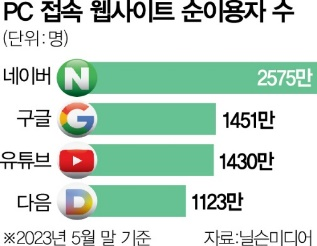 PC 접속 웹사이트 순이용자 수
(단위:명)
네이버 N 2575만
구글 G 1451만
유튜브 1430만
다음 D 1123만
※2023년 5월 말 기준 자료:닐슨미디어